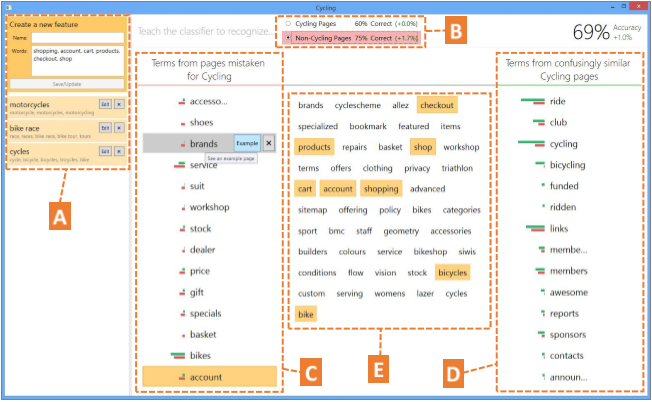 Cycling
Create a new feature
Name:
Words: shopping, account, cart, products, checkout, shop
Save/Update
motorcycles Edit ×
motorcycle, motorcycles, motorcycling
bike race Edit ×
race, races, bike race, bike tour, tours
cycles Edit ×
cycle, bicycle, bicycles, tricycles, bike
A
Teach the classifier to recognize...
Cycling Pages 60% Correct (+0.0%)
Non-Cycling Pages 75% Correct (+1.7%)
B
69% Accuracy
+1.0%
Terms from pages mistaken
for Cycling
accesso...
shoes
brands Example ×
See an example page
service
suit
workshop
stock
dealer
price
gift
specials
basket
bikes
account
C
brands cyclescheme allez checkout
specialized bookmark featured items
products repairs basket shop workshop
terms offers clothing privacy triathlon
cart account shopping advanced
sitemap offering policy bikes categories
sport bmc staff geometry accessories
builders colours service bikeshop siwis
conditions flow vision stock bicycles
custom serving womens lazer cycles
bike
E
Terms from confusingly similar
Cycling pages
ride
club
cycling
bicycling
funded
ridden
links
membe...
members
awesome
reports
sponsors
contacts
announ...
D